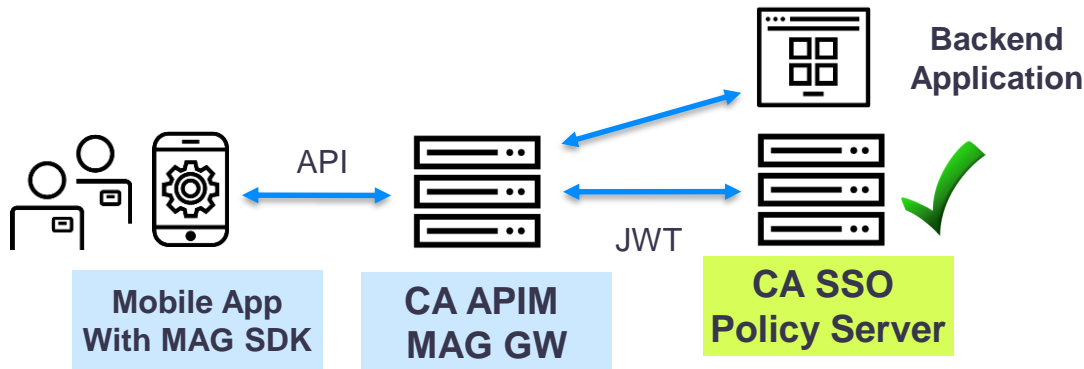 Backend
Application
API
JWT
Mobile App
With MAG SDK
CA APIM
MAG GW
CA SSO
Policy Server